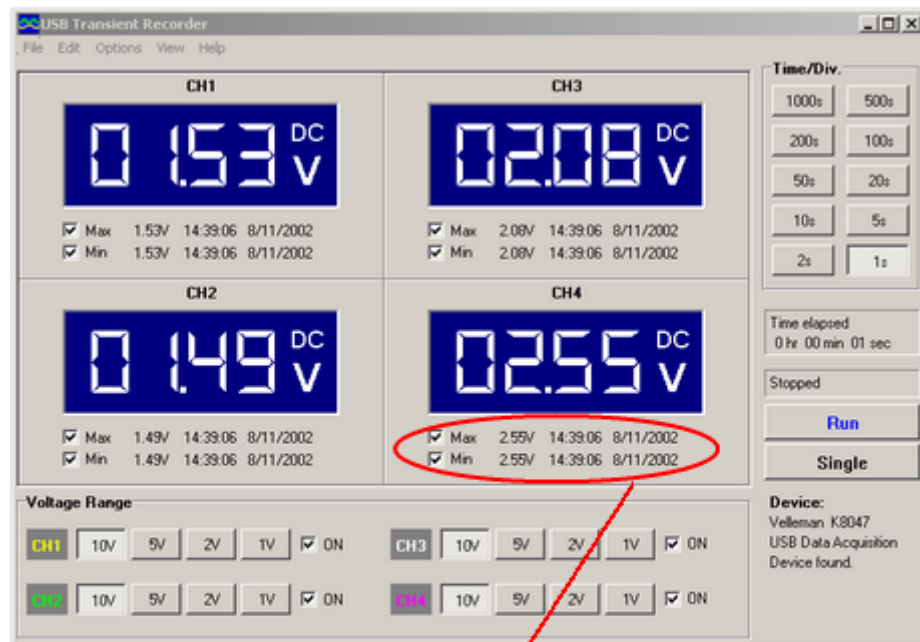 USB Transient Recorder
File Edit Options View Help
CH1
01.53 DC V
Max 1.53V 14:39:06 8/11/2002
Min 1.53V 14:39:06 8/11/2002
CH3
02.08 DC V
Max 2.08V 14:39:06 8/11/2002
Min 2.08V 14:39:06 8/11/2002
CH2
01.49 DC V
Max 1.49V 14:39:06 8/11/2002
Min 1.49V 14:39:06 8/11/2002
CH4
02.55 DC V
Max 2.55V 14:39:06 8/11/2002
Min 2.55V 14:39:06 8/11/2002
Time/Div.
1000s 500s
200s 100s
50s 20s
10s 5s
2s 1s
Time elapsed
0 hr 00 min 01 sec
Stopped
Run
Single
Device:
Velleman K8047
USB Data Acquisition
Device found.
Voltage Range
CH1 10V 5V 2V 1V ON
CH3 10V 5V 2V 1V ON
CH2 10V 5V 2V 1V ON
CH4 10V 5V 2V 1V ON